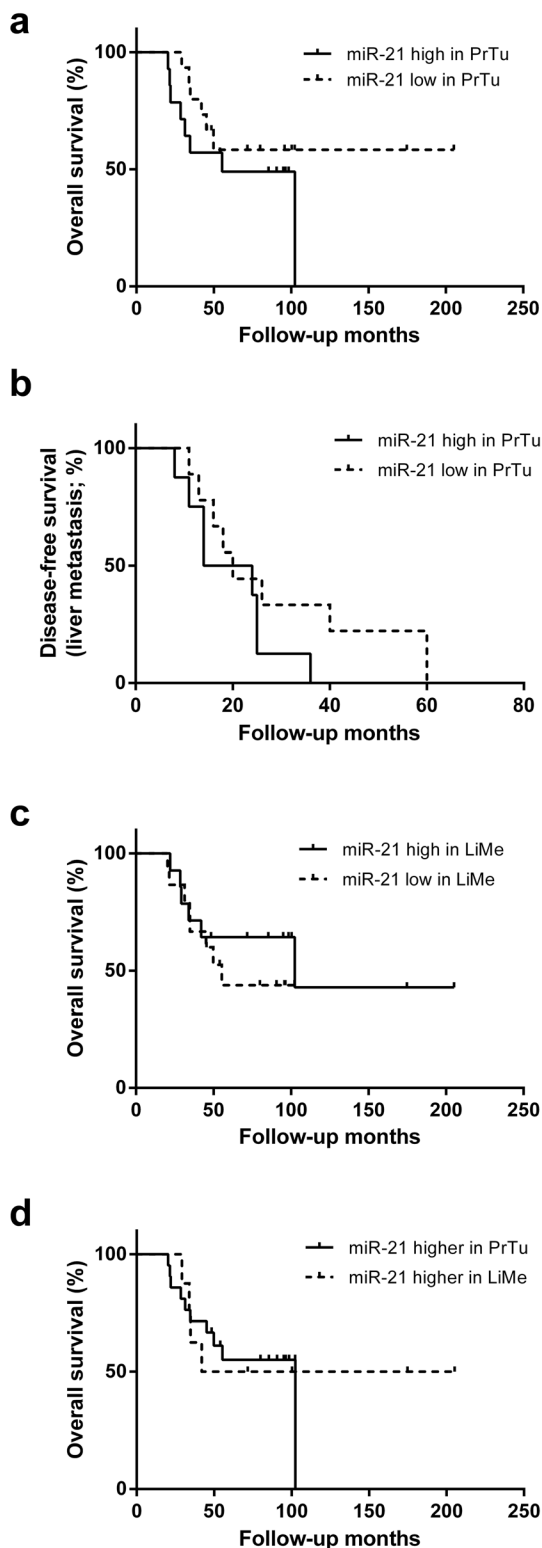 a
miR-21 high in PrTu
miR-21 low in PrTu
Overall survival (%)
100
50
0
0 50 100 150 200 250
Follow-up months
b
miR-21 high in PrTu
miR-21 low in PrTu
Disease-free survival
(liver metastasis; %)
100
50
0
0 20 40 60 80
Follow-up months
c
miR-21 high in LiMe
miR-21 low in LiMe
Overall survival (%)
100
50
0
0 50 100 150 200 250
Follow-up months
d
miR-21 higher in PrTu
miR-21 higher in LiMe
Overall survival (%)
100
50
0
0 50 100 150 200 250
Follow-up months